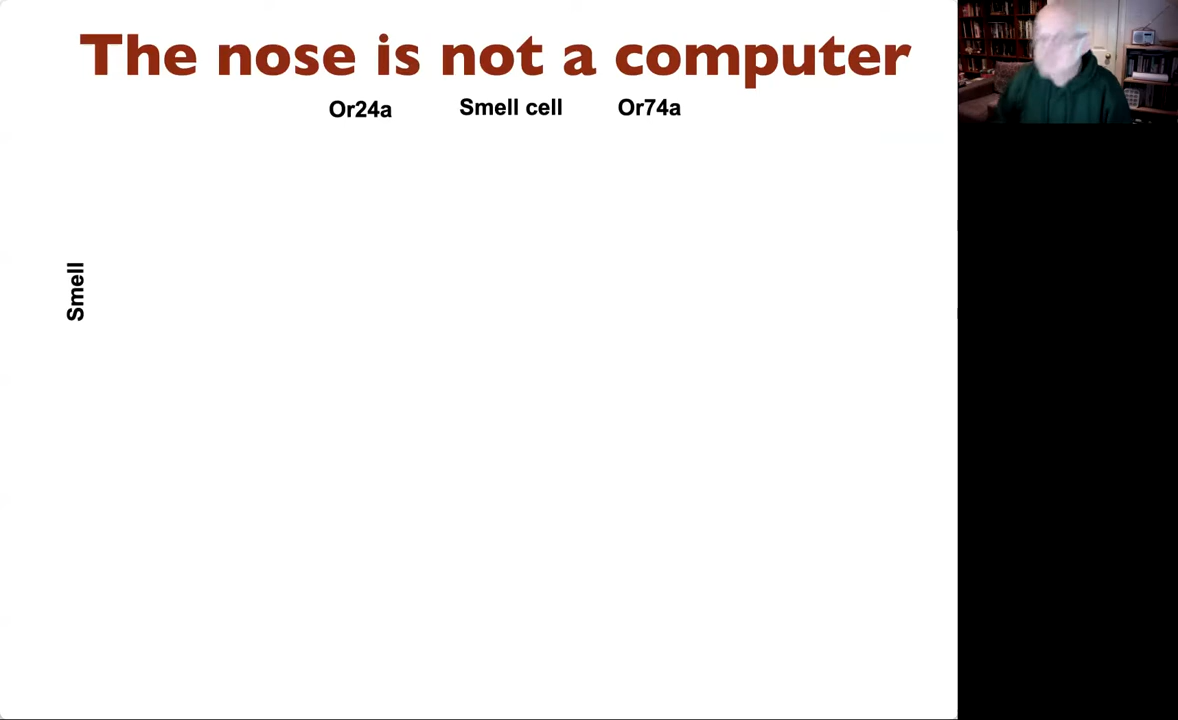 The nose is not a computer
Or24a Smell cell Or74a
Smell